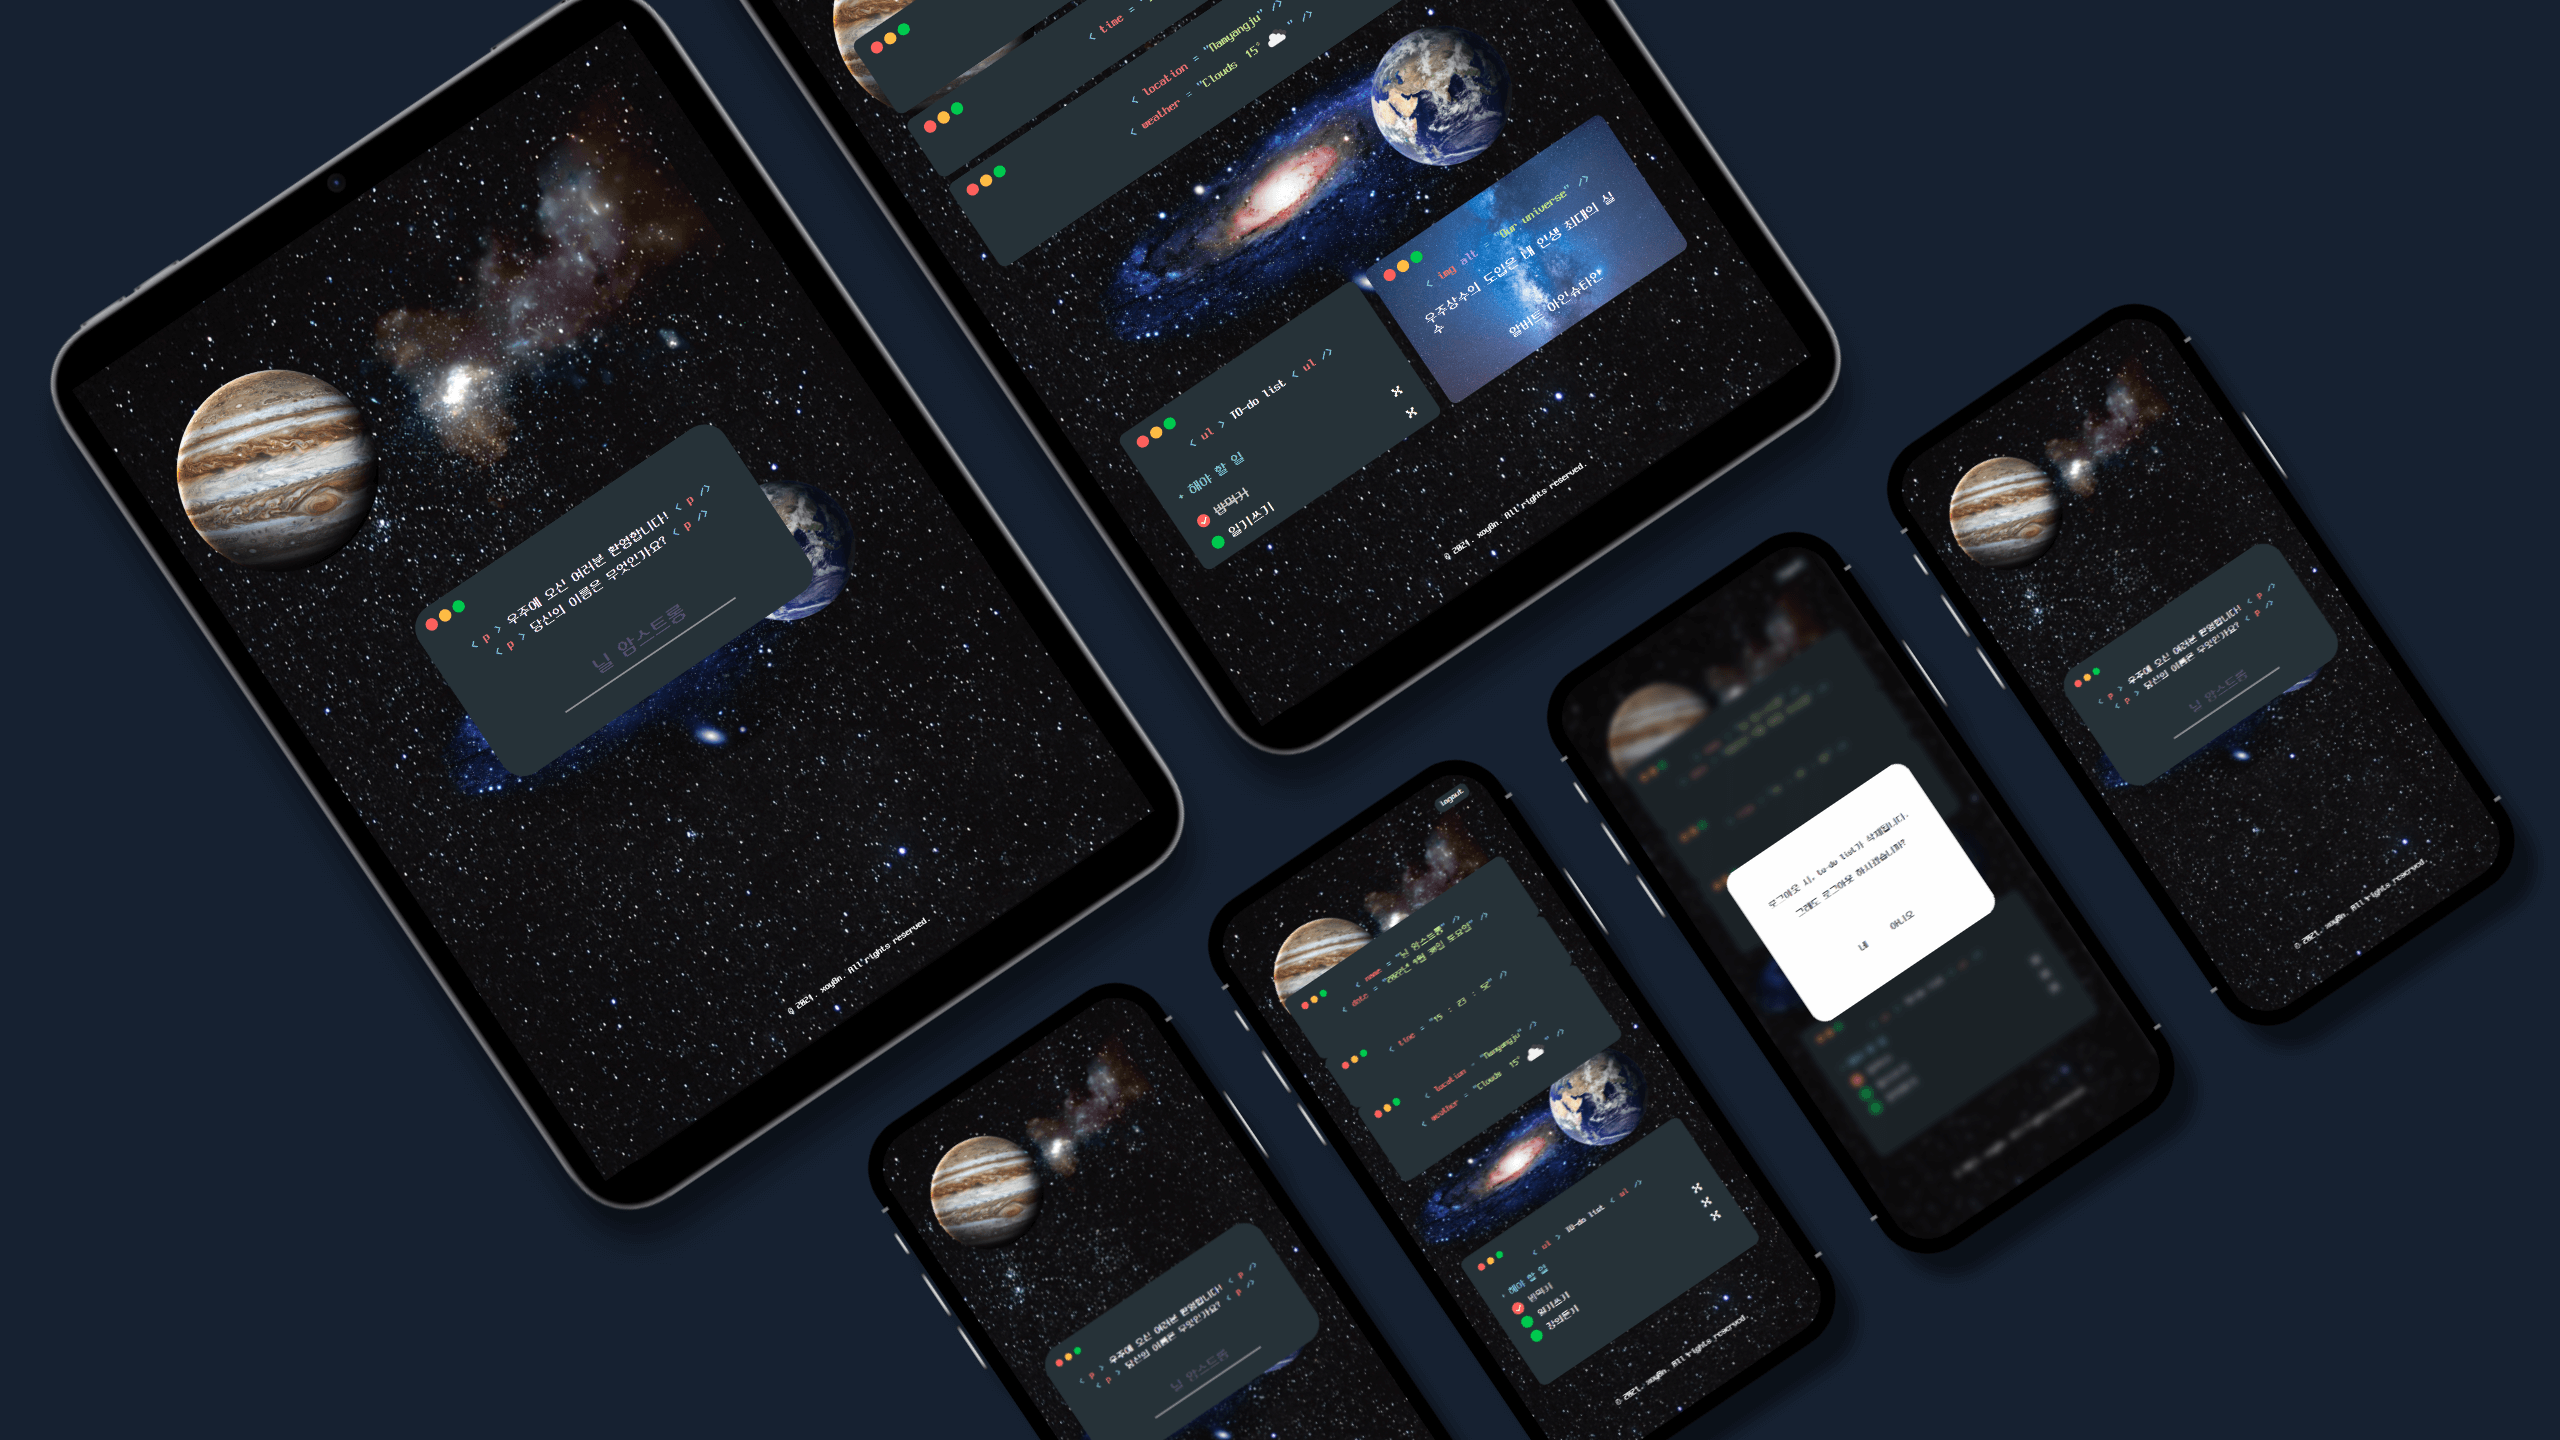 < p > 우주에 오신 여러분 환영합니다! < p />
< p > 당신의 이름은 무엇인가요? < p />
닐 암스트롱
© 2021. xoyeon. All rights reserved.
< time = "
< location = "Namyangju" />
< weather = "Clouds 15° ☁️" />
< img alt = "Our universe" />
우주상수의 도입은 내 인생 최대의 실
수
알버트 아인슈타인
< ul > TO-do list < ul />
+ 해야 할 일
밥먹기
일기쓰기
© 2021. All rights reserved.
< p > 우주에 오신 여러분 환영합니다! < p />
< p > 당신의 이름은 무엇인가요? < p />
닐 암스트롱
logout
< name = "닐 암스트롱" />
< date =
< time = "15 : 23 : 52" />
< location = "Namyangju" />
< weather = "Clouds 15° ☁️" />
< ul > TO-do list < ul />
+ 해야 할 일
밥먹기
일기쓰기
강의듣기
© 2021. All rights reserved.
로그아웃 시, to-do list가 삭제됩니다.
그래도 로그아웃 하시겠습니까?
네 아니오
< p > 우주에 오신 여러분 환영합니다! < p />
< p > 당신의 이름은 무엇인가요? < p />
닐 암스트롱
© 2021. All rights reserved.